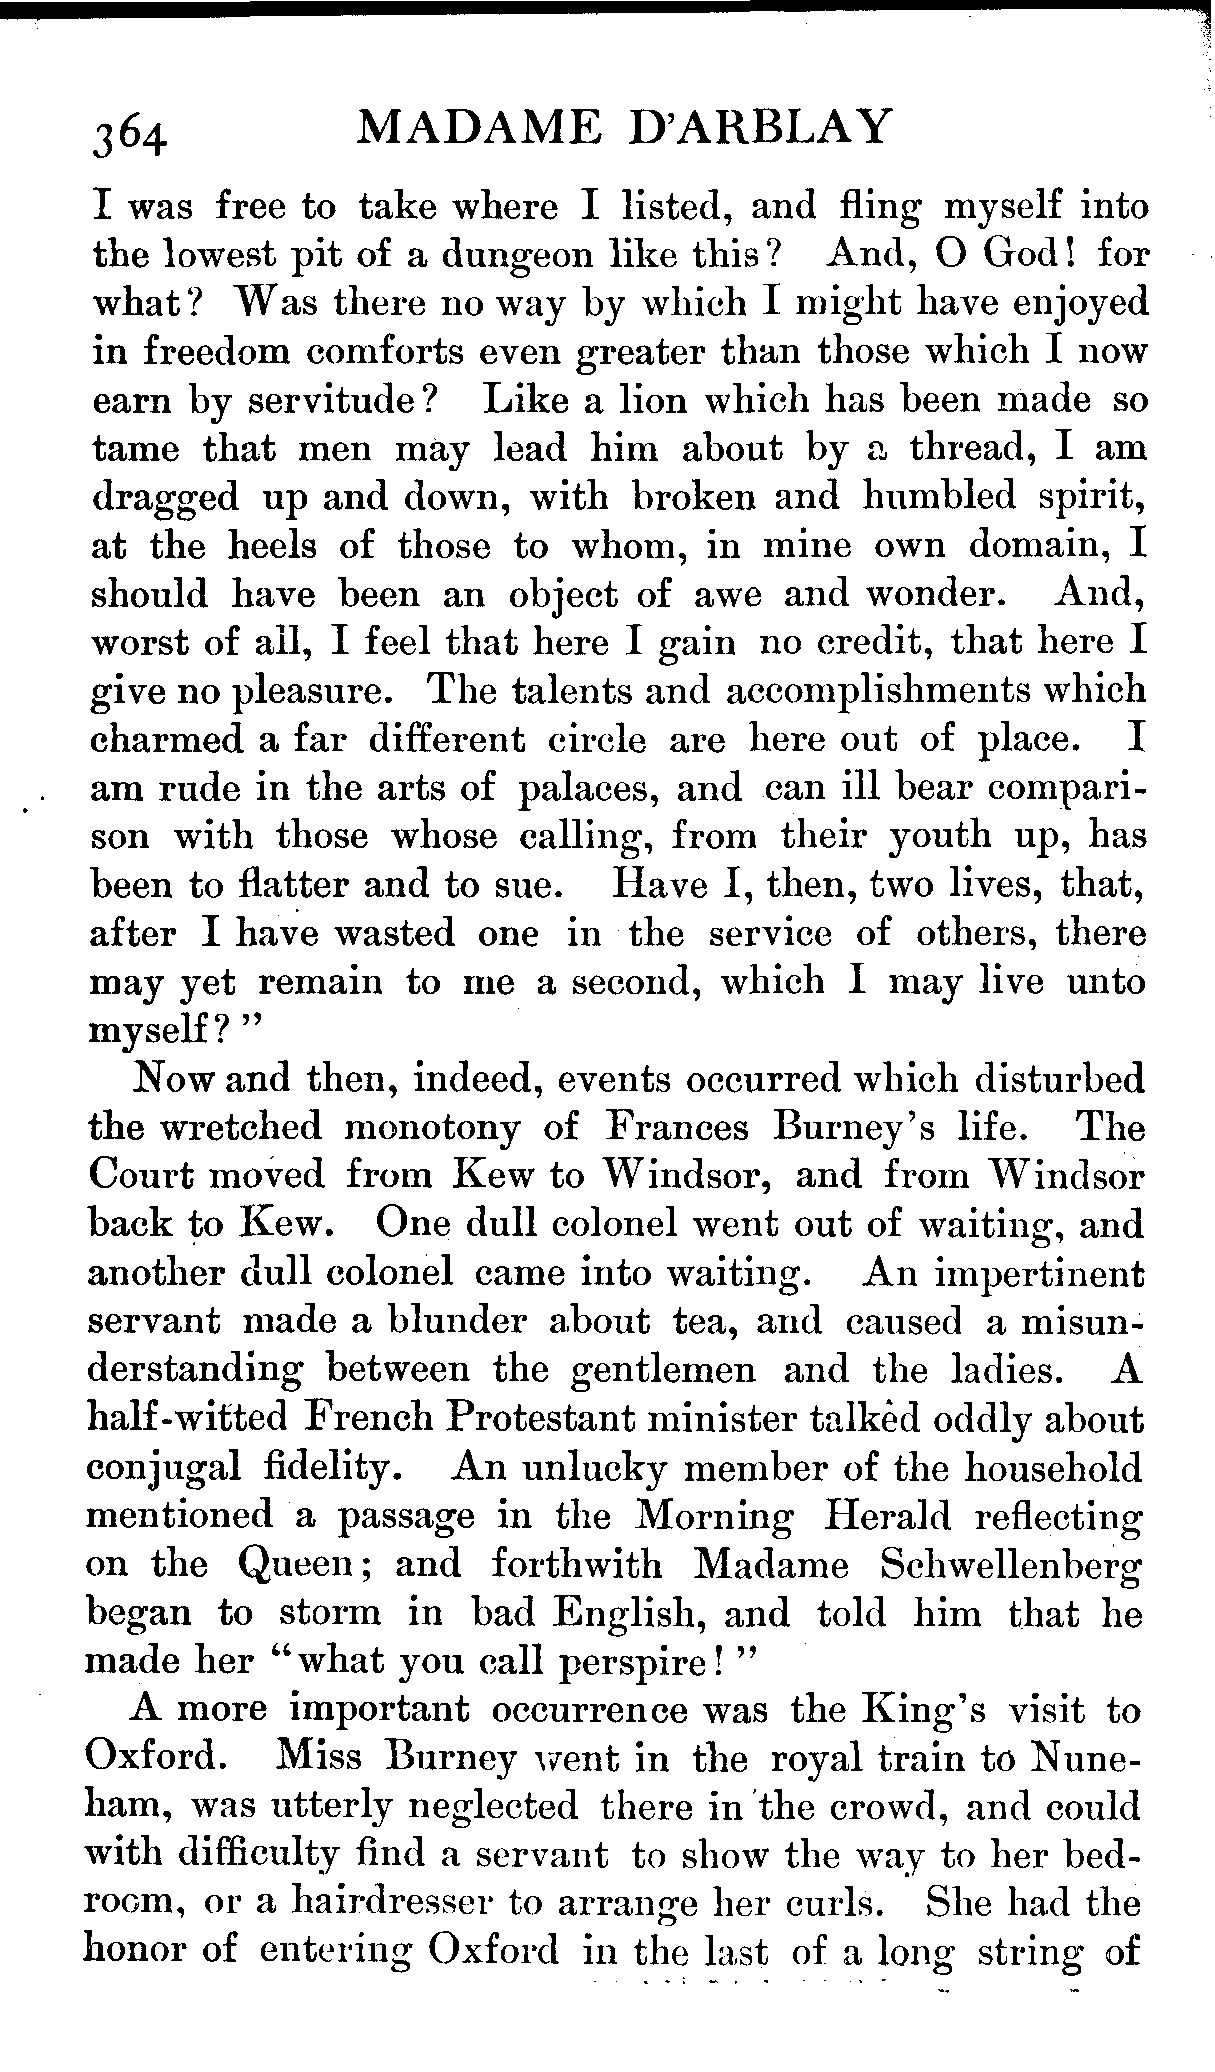 364 MADAME D'ARBLAY
I was free to take where I listed, and fling myself into
the lowest pit of a dungeon like this? And, O God! for
what? Was there no way by which I might have enjoyed
in freedom comforts even greater than those which I now
earn by servitude? Like a lion which has been made so
tame that men may lead him about by a thread, I am
dragged up and down, with broken and humbled spirit,
at the heels of those to whom, in mine own domain, I
should have been an object of awe and wonder. And,
worst of all, I feel that here I gain no credit, that here I
give no pleasure. The talents and accomplishments which
charmed a far different circle are here out of place. I
am rude in the arts of palaces, and can ill bear compari-
son with those whose calling, from their youth up, has
been to flatter and to sue. Have I, then, two lives, that,
after I have wasted one in the service of others, there
may yet remain to me a second, which I may live unto
myself?"
Now and then, indeed, events occurred which disturbed
the wretched monotony of Frances Burney's life. The
Court moved from Kew to Windsor, and from Windsor
back to Kew. One dull colonel went out of waiting, and
another dull colonel came into waiting. An impertinent
servant made a blunder about tea, and caused a misun-
derstanding between the gentlemen and the ladies. A
half-witted French Protestant minister talked oddly about
conjugal fidelity. An unlucky member of the household
mentioned a passage in the Morning Herald reflecting
on the Queen; and forthwith Madame Schwellenberg
began to storm in bad English, and told him that he
made her "what you call perspire!"
A more important occurrence was the King's visit to
Oxford. Miss Burney went in the royal train to Nune-
ham, was utterly neglected there in the crowd, and could
with difficulty find a servant to show the way to her bed-
room, or a hairdresser to arrange her curls. She had the
honor of entering Oxford in the last of a long string of